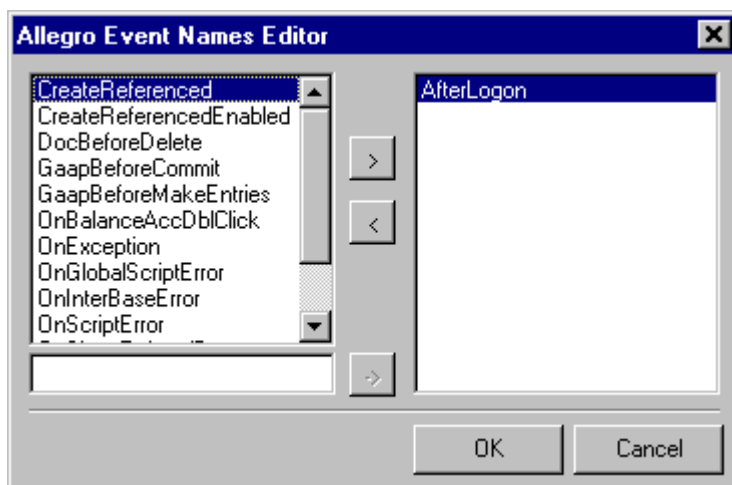 Allegro Event Names Editor
CreateReferenced
CreateReferencedEnabled
DocBeforeDelete
GaapBeforeCommit
GaapBeforeMakeEntries
OnBalanceAccDblClick
OnException
OnGlobalScriptError
OnInterBaseError
OnScriptError
AfterLogon
>
<
->
OK
Cancel